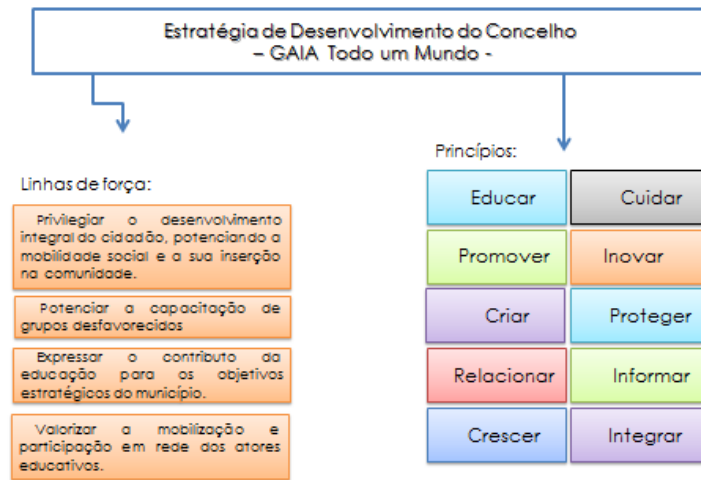 Estratégia de Desenvolvimento do Concelho
– GAIA Todo um Mundo -
Linhas de força:
Privilegiar o desenvolvimento
integral do cidadão, potenciando a
mobilidade social e a sua inserção
na comunidade.
Potenciar a capacitação de
grupos desfavorecidos
Expressar o contributo da
educação para os objetivos
estratégicos do município.
Valorizar a mobilização e
participação em rede dos atores
educativos.
Princípios:
Educar
Cuidar
Promover
Inovar
Criar
Proteger
Relacionar
Informar
Crescer
Integrar